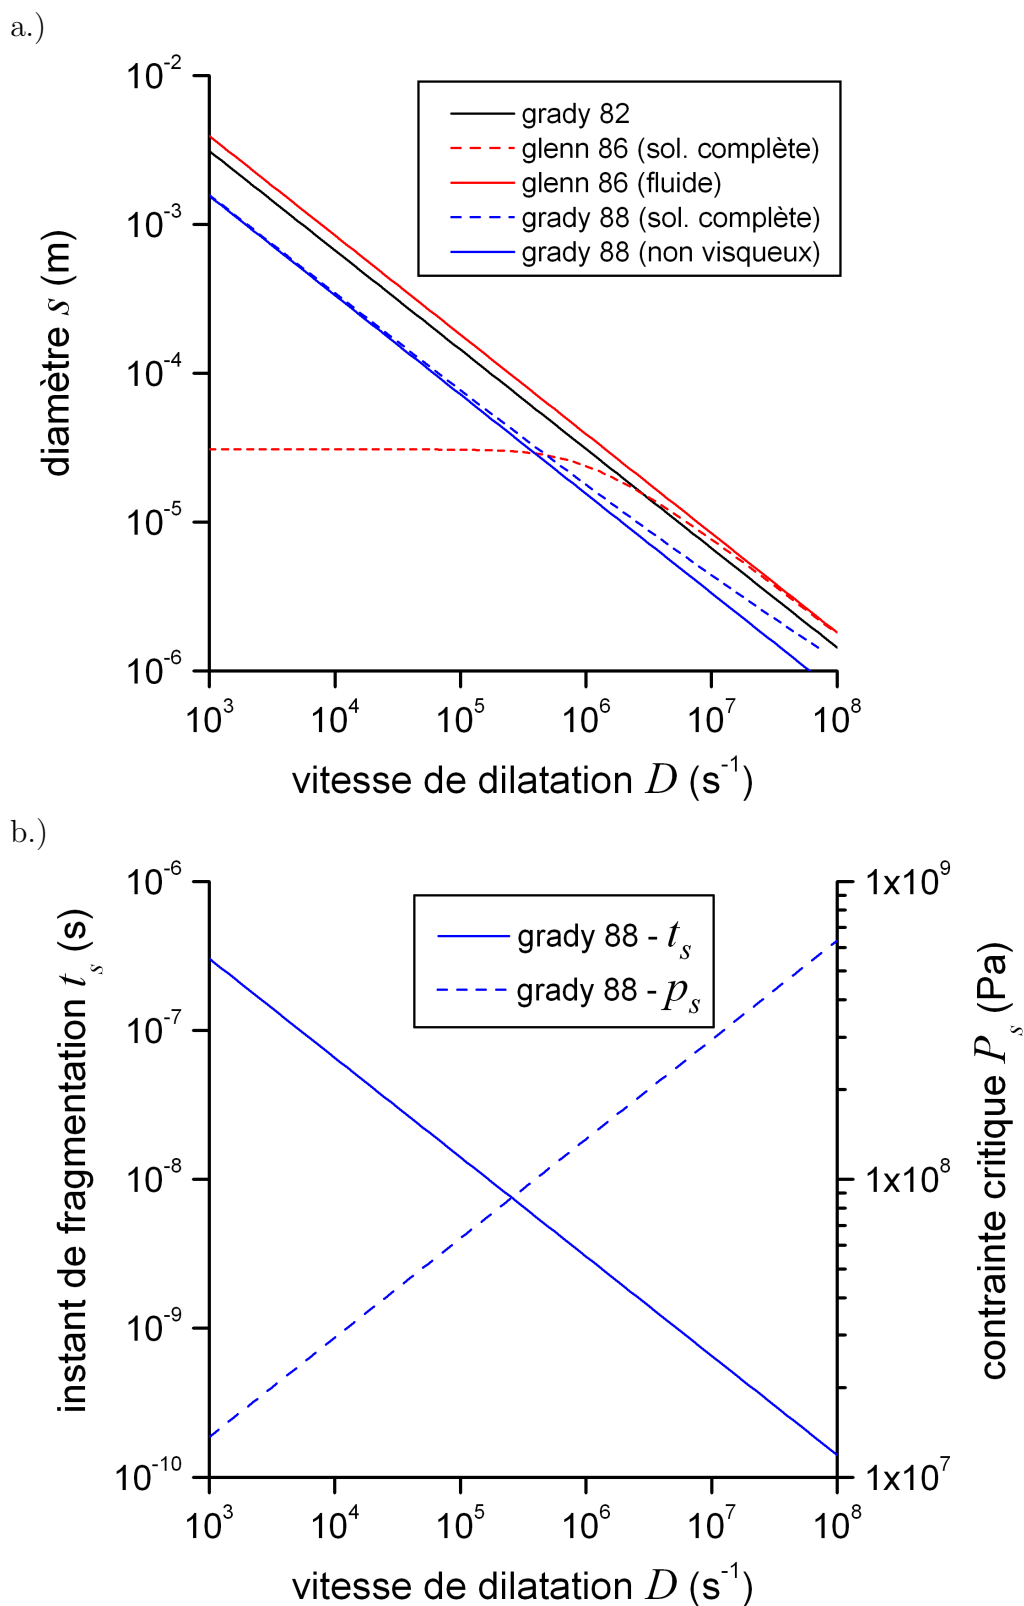 a.)
10⁻²
10⁻³
10⁻⁴
10⁻⁵
10⁻⁶
diamètre s (m)
grady 82
glenn 86 (sol. complète)
glenn 86 (fluide)
grady 88 (sol. complète)
grady 88 (non visqueux)
10³ 10⁴ 10⁵ 10⁶ 10⁷ 10⁸
vitesse de dilatation D (s⁻¹)
b.)
10⁻⁶
10⁻⁷
10⁻⁸
10⁻⁹
10⁻¹⁰
instant de fragmentation tₛ (s)
grady 88 - tₛ
grady 88 - pₛ
1x10⁹
1x10⁸
1x10⁷
contrainte critique Pₛ (Pa)
10³ 10⁴ 10⁵ 10⁶ 10⁷ 10⁸
vitesse de dilatation D (s⁻¹)